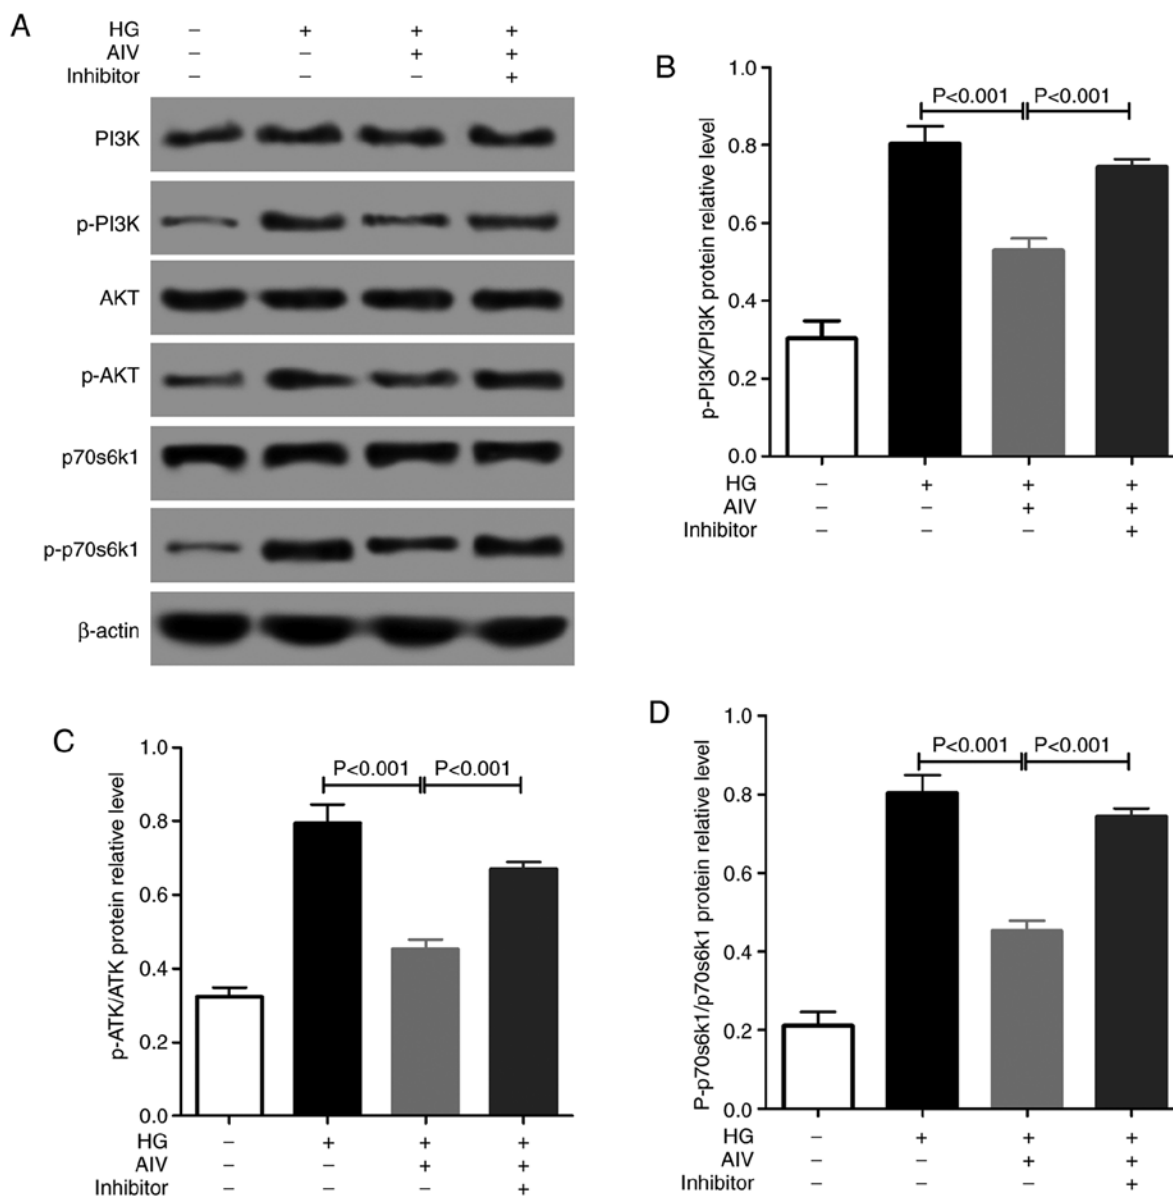 A
HG − + + +
AIV − − + +
Inhibitor − − − +
PI3K
p-PI3K
AKT
p-AKT
p70s6k1
p-p70s6k1
β-actin
B
p-PI3K/PI3K protein relative level
1.0
0.8
0.6
0.4
0.2
0.0
P<0.001 P<0.001
HG − + + +
AIV − − + +
Inhibitor − − − +
C
p-ATK/ATK protein relative level
1.0
0.8
0.6
0.4
0.2
0.0
P<0.001 P<0.001
HG − + + +
AIV − − + +
Inhibitor − − − +
D
P-p70s6k1/p70s6k1 protein relative level
1.0
0.8
0.6
0.4
0.2
0.0
P<0.001 P<0.001
HG − + + +
AIV − − + +
Inhibitor − − − +